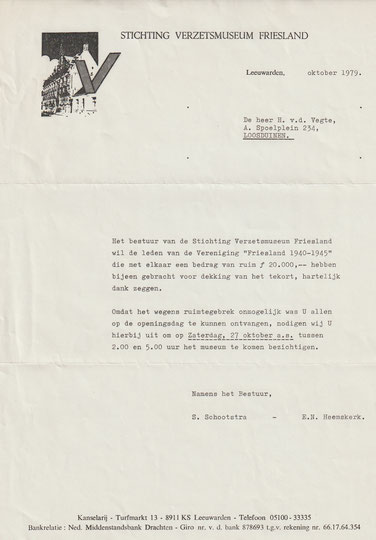 STICHTING VERZETSMUSEUM FRIESLAND
V
Leeuwarden, oktober 1979.
De heer H. v.d. Vegte,
A. Spoelplein 234,
LOOSDUINEN.
Het bestuur van de Stichting Verzetsmuseum Friesland
wil de leden van de Vereniging "Friesland 1940-1945"
die met elkaar een bedrag van ruim ƒ 20.000,-- hebben
bijeen gebracht voor dekking van het tekort, hartelijk
dank zeggen.
Omdat het wegens ruimtegebrek onmogelijk was U allen
op de openingsdag te kunnen ontvangen, nodigen wij U
hierbij uit om op Zaterdag, 27 oktober a.s. tussen
2.00 en 5.00 uur het museum te komen bezichtigen.
Namens het Bestuur,
S. Schootstra - E.N. Heemskerk.
Kanselarij - Turfmarkt 13 - 8911 KS Leeuwarden - Telefoon 05100 - 33335
Bankrelatie : Ned. Middenstandsbank Drachten - Giro nr. v. d. bank 878693 t.g.v. rekening nr. 66.17.64.354